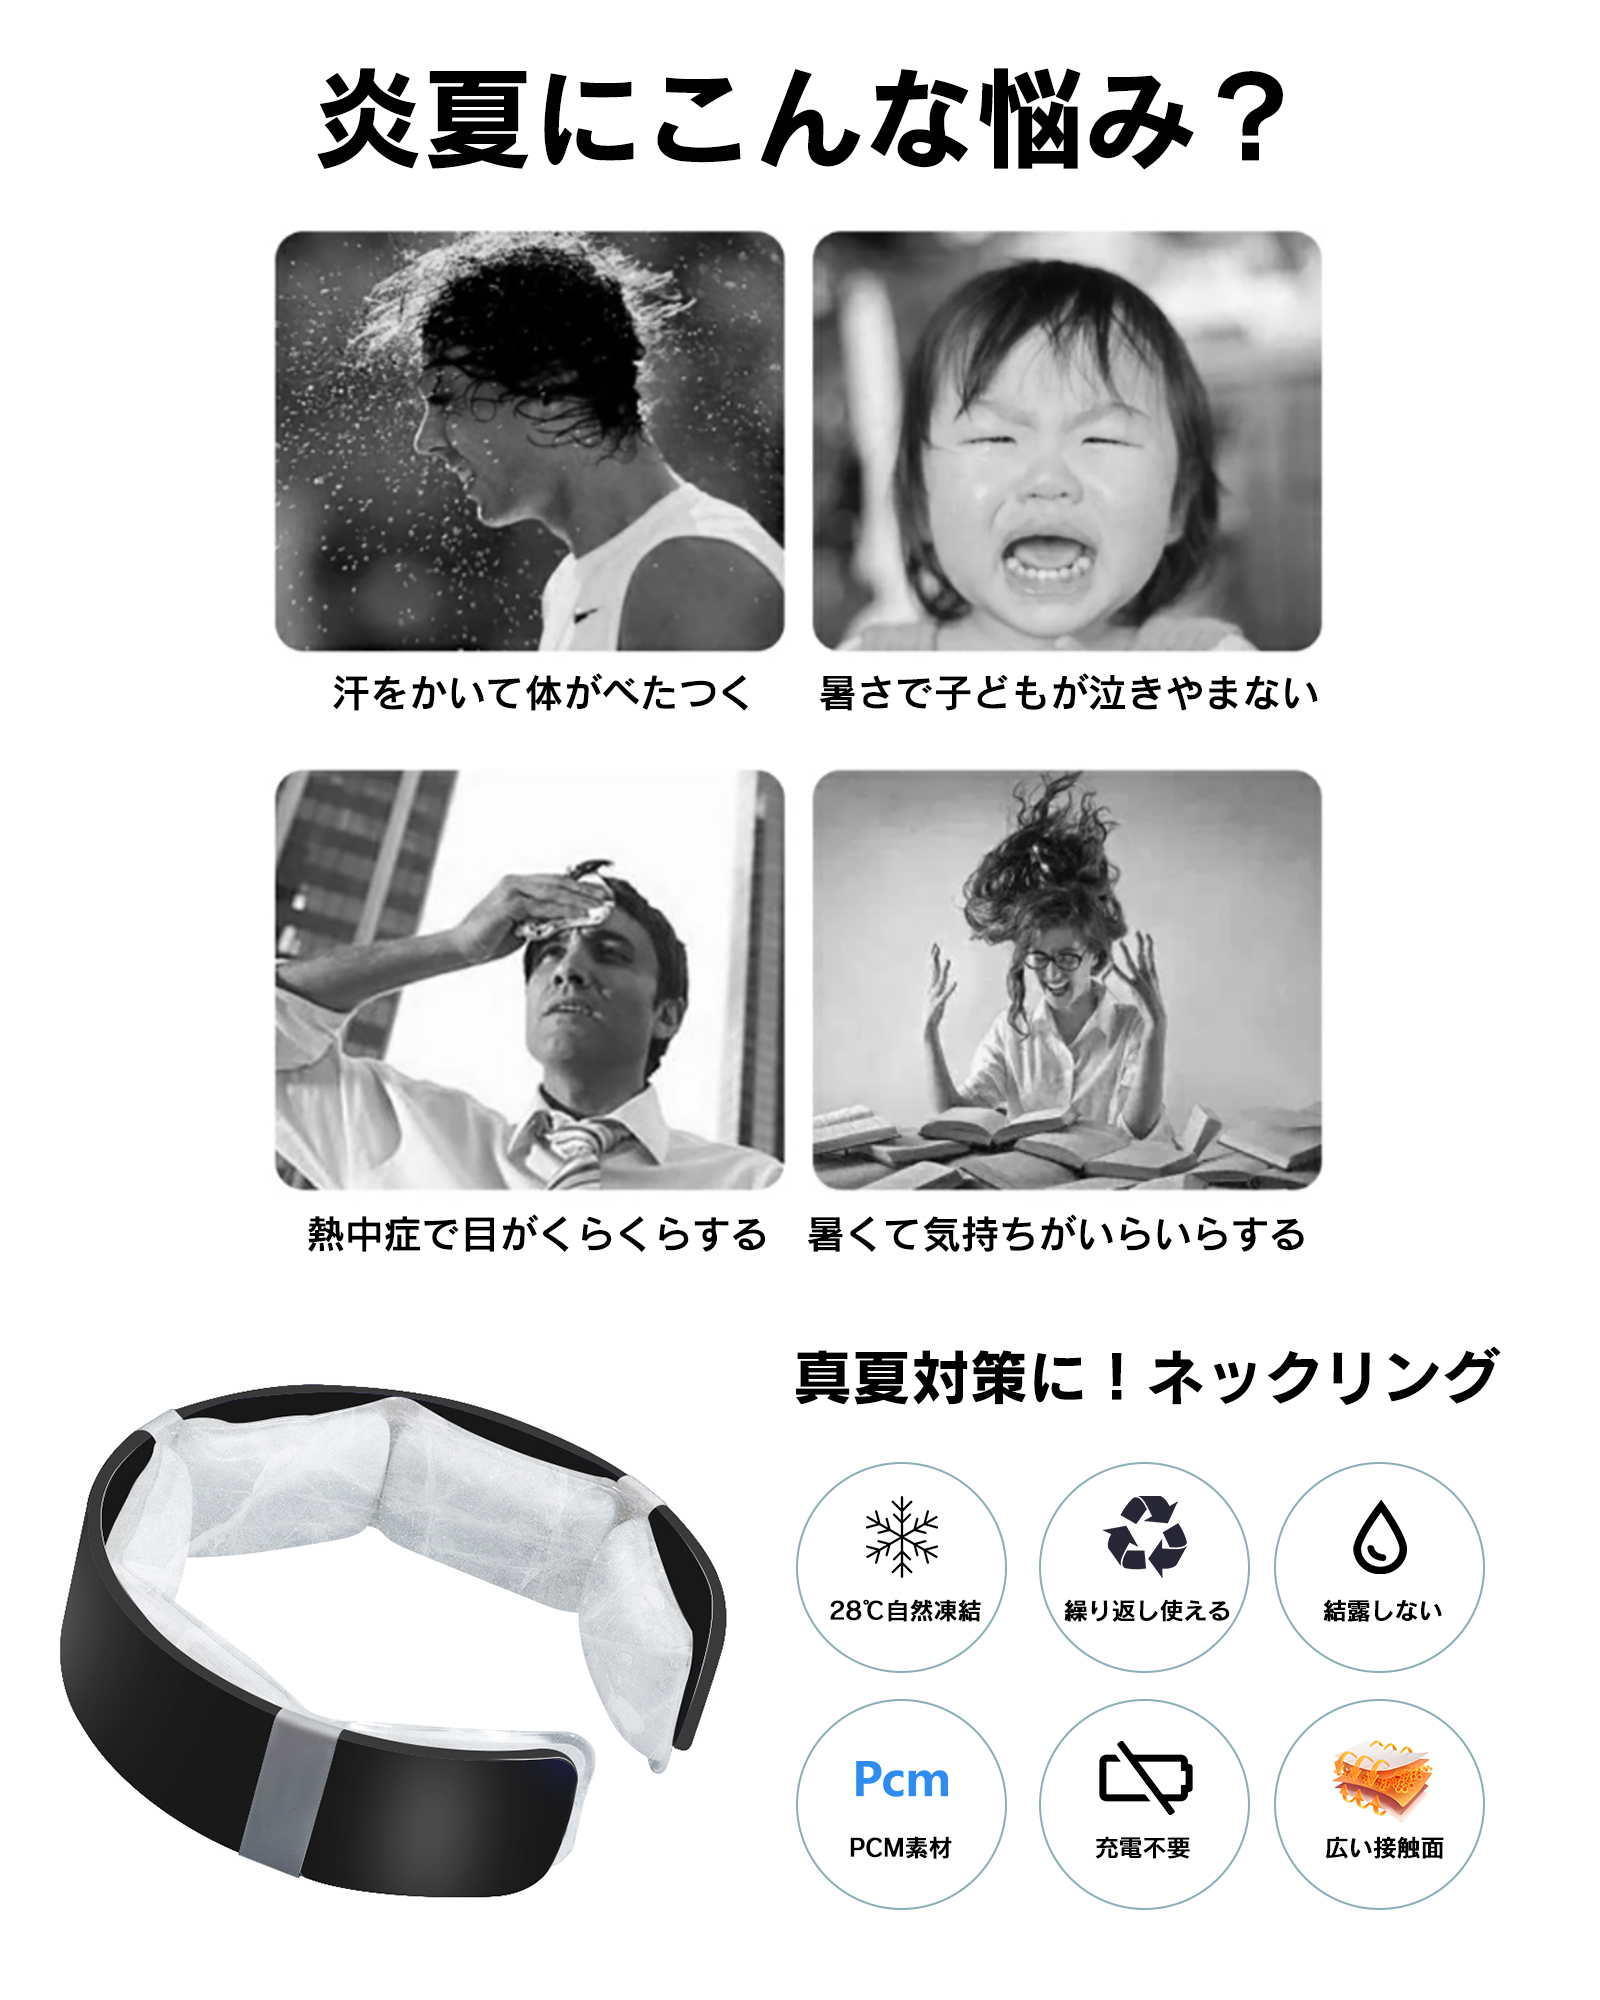 炎夏にこんな悩み？
汗をかいて体がべたつく
暑さで子どもが泣きやまない
熱中症で目がくらくらする
暑くて気持ちがいらいらする
真夏対策に！ネックリング
28℃自然凍結
繰り返し使える
結露しない
Pcm
PCM素材
充電不要
広い接触面